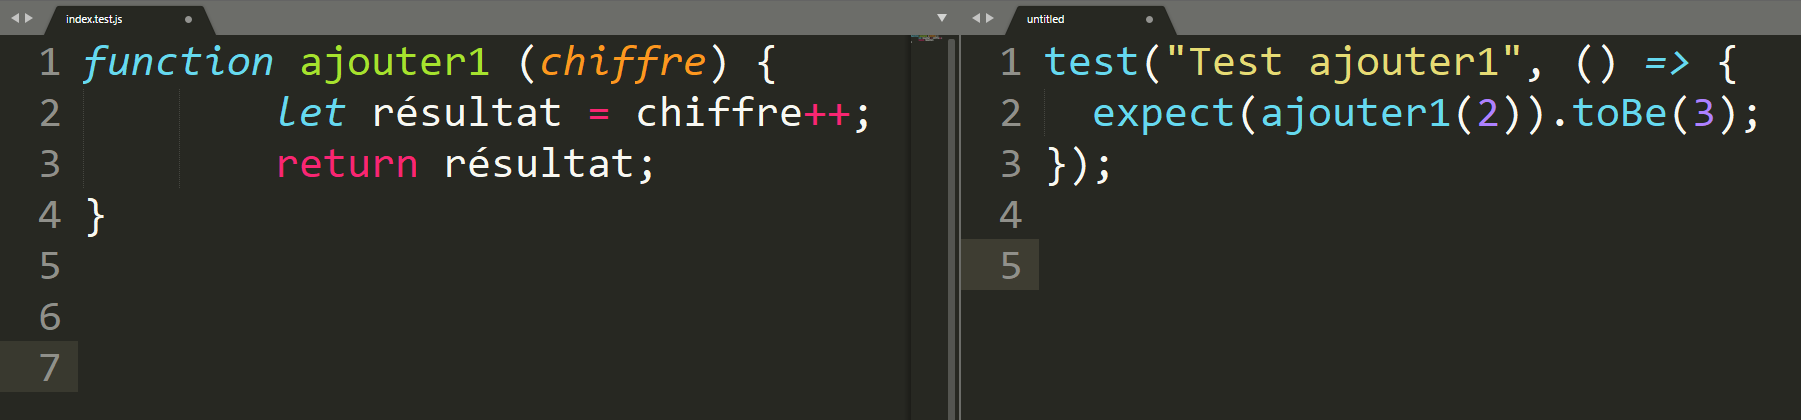 index.test.js
1 function ajouter1 (chiffre) {
2 let résultat = chiffre++;
3 return résultat;
4 }
5
6
7
untitled
1 test("Test ajouter1", () => {
2 expect(ajouter1(2)).toBe(3);
3 });
4
5